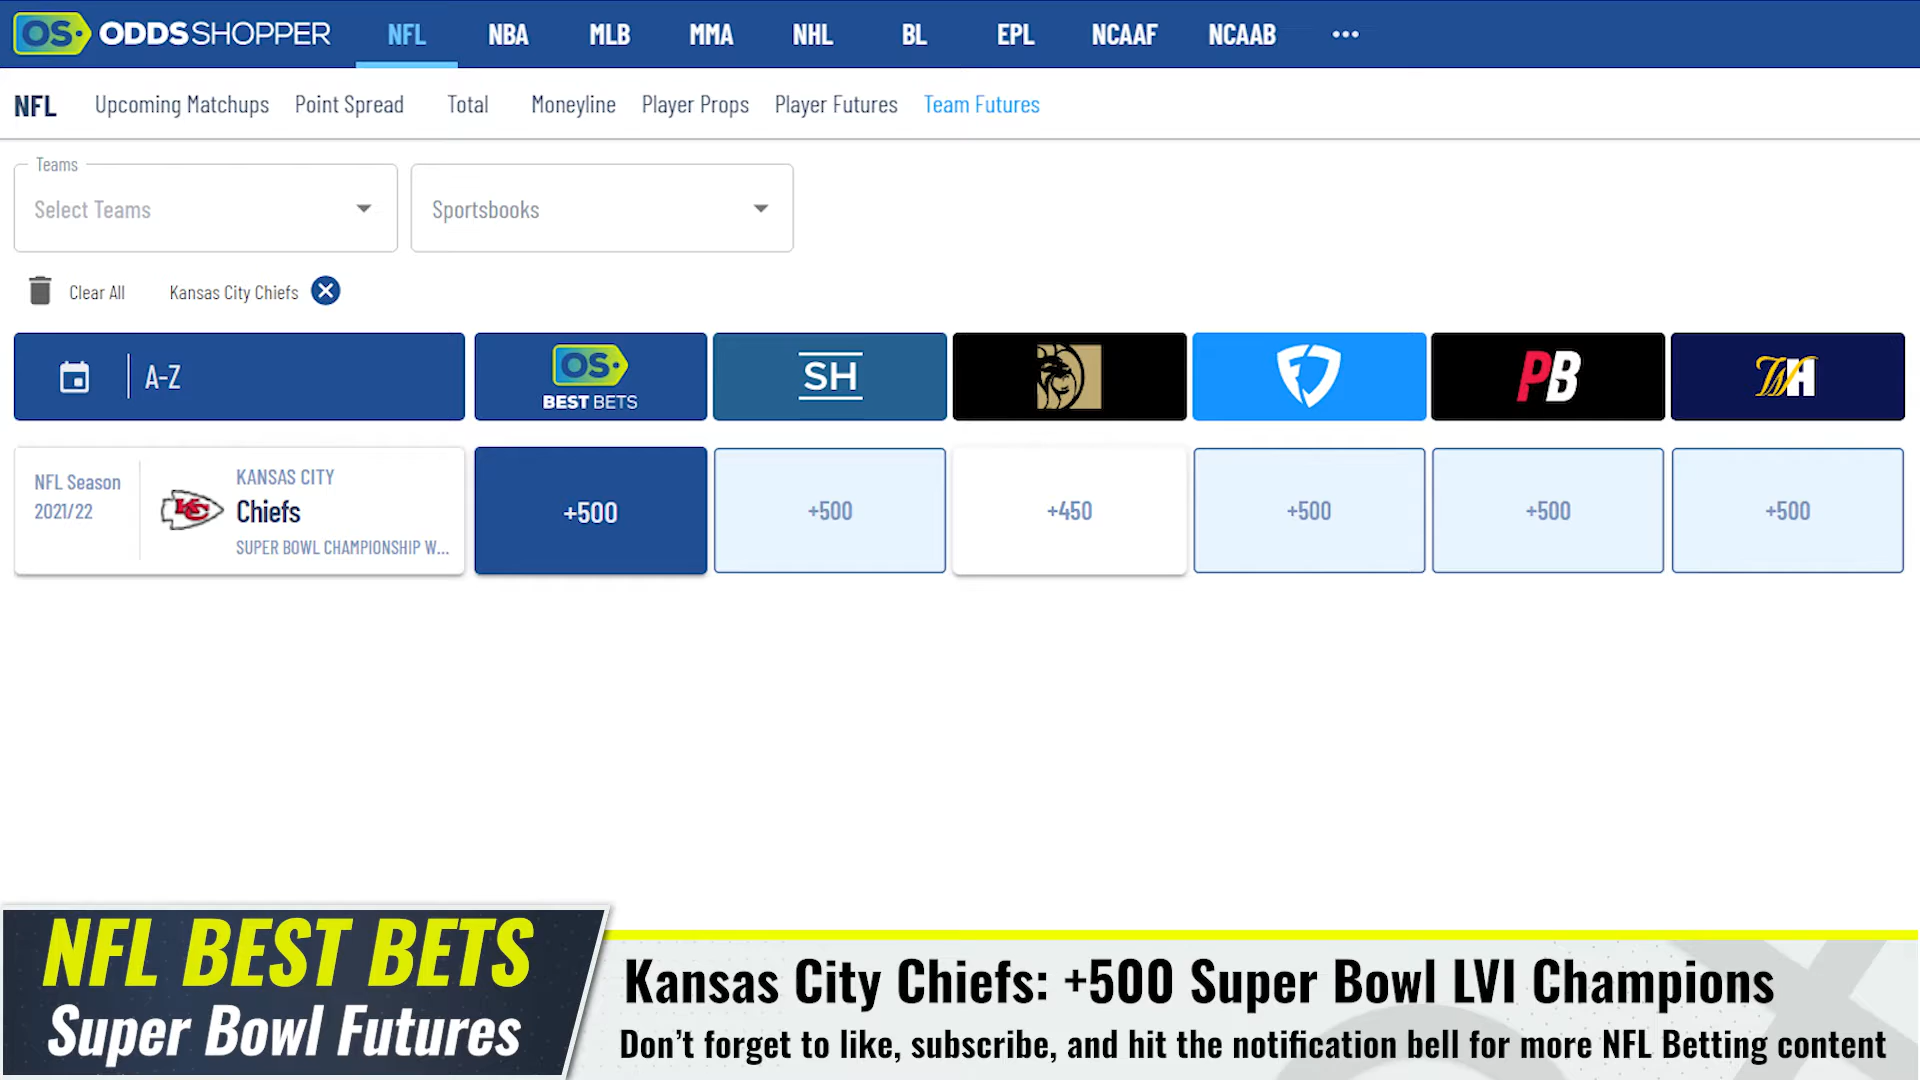 OS. ODDSSHOPPER NFL NBA MLB MMA NHL BL EPL NCAAF NCAAB
NFL Upcoming Matchups Point Spread Total Moneyline Player Props Player Futures Team Futures
Teams
Select Teams Sportsbooks
Clear All Kansas City Chiefs
A-Z OS. SH PB WH
BEST BETS
NFL Season
2021/22
KANSAS CITY
Chiefs
SUPER BOWL CHAMPIONSHIP W...
+500 +500 +450 +500 +500 +500
NFL BEST BETS
Super Bowl Futures
Kansas City Chiefs: +500 Super Bowl LVI Champions
Don't forget to like, subscribe, and hit the notification bell for more NFL Betting content